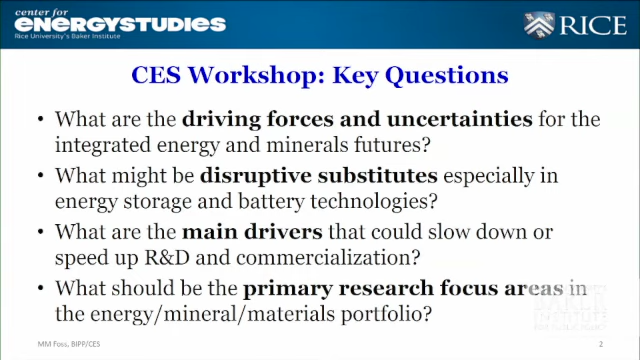 center for
ENERGYSTUDIES
Rice University's Baker Institute
RICE
CES Workshop: Key Questions
• What are the driving forces and uncertainties for the
integrated energy and minerals futures?
• What might be disruptive substitutes especially in
energy storage and battery technologies?
• What are the main drivers that could slow down or
speed up R&D and commercialization?
• What should be the primary research focus areas in
the energy/mineral/materials portfolio?
BAKER
INSTITUTE
MM Foss, BIPP/CES
2